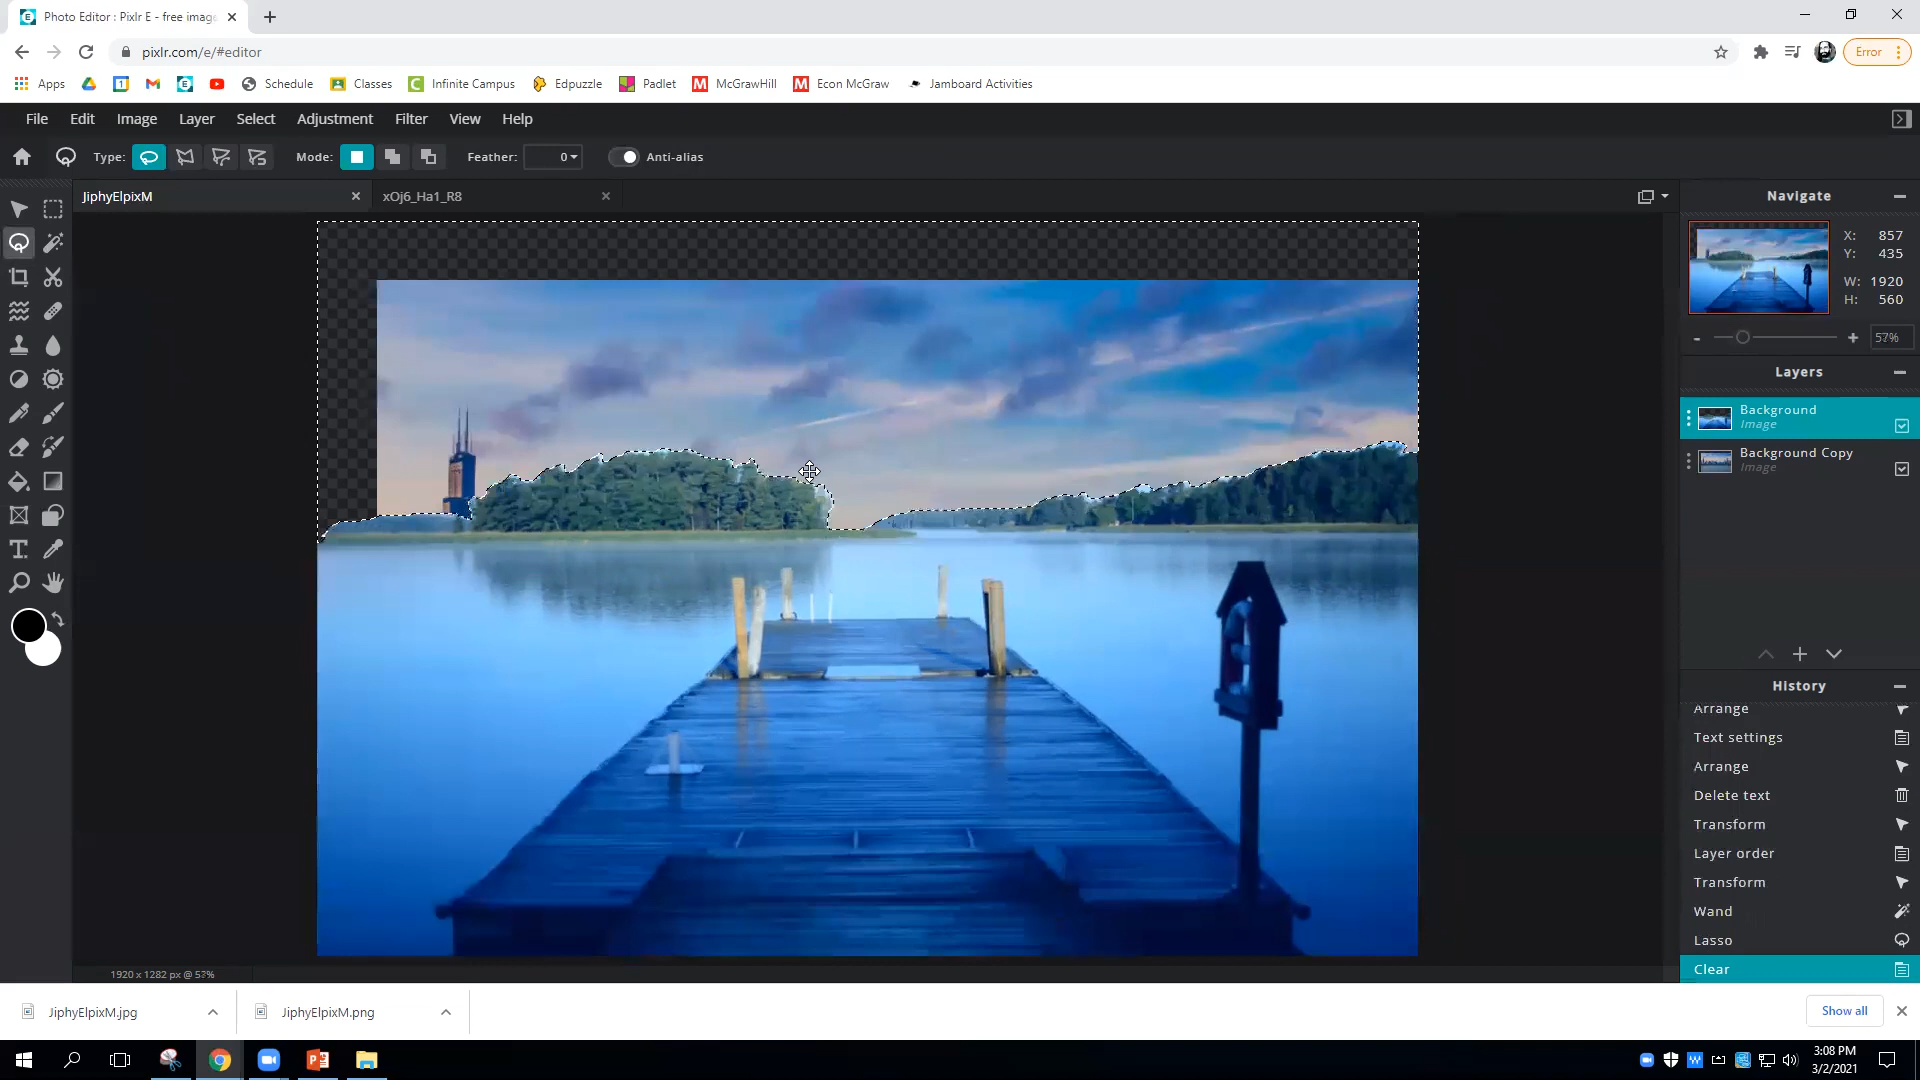 Photo Editor : Pixlr E - free imag
pixlr.com/e/#editor
Error
Apps
Schedule
Classes
Infinite Campus
Edpuzzle
Padlet
McGrawHill
Econ McGraw
Jamboard Activities
File Edit Image Layer Select Adjustment Filter View Help
Type:
Mode:
Feather: 0
Anti-alias
JiphyElpixM
xOj6_Ha1_R8
Navigate
X: 857
Y: 435
W: 1920
H: 560
57%
Layers
Background
Image
Background Copy
Image
History
Arrange
Text settings
Arrange
Delete text
Transform
Layer order
Transform
Wand
Lasso
Clear
1920 x 1282 px @ 57%
JiphyElpixM.jpg
JiphyElpixM.png
Show all
3:08 PM
3/2/2021